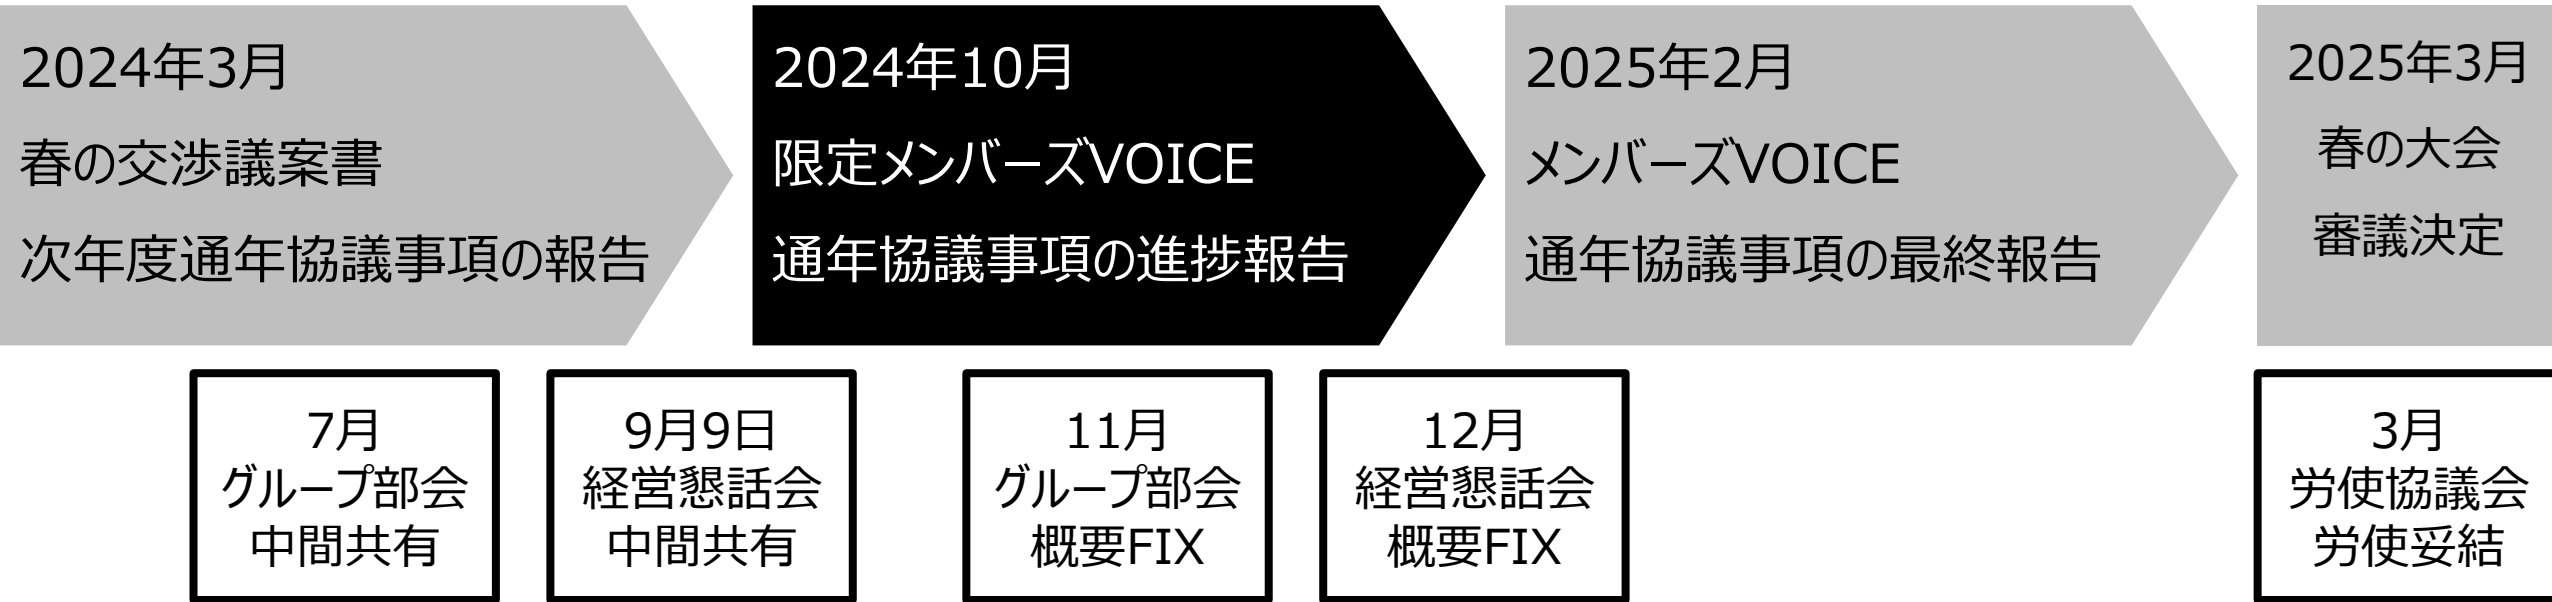 2024年3月
春の交渉議案書
次年度通年協議事項の報告
2024年10月
限定メンバーズVOICE
通年協議事項の進捗報告
2025年2月
メンバーズVOICE
通年協議事項の最終報告
2025年3月
春の大会
審議決定
7月
グループ部会
中間共有
9月9日
経営懇話会
中間共有
11月
グループ部会
概要FIX
12月
経営懇話会
概要FIX
3月
労使協議会
労使妥結